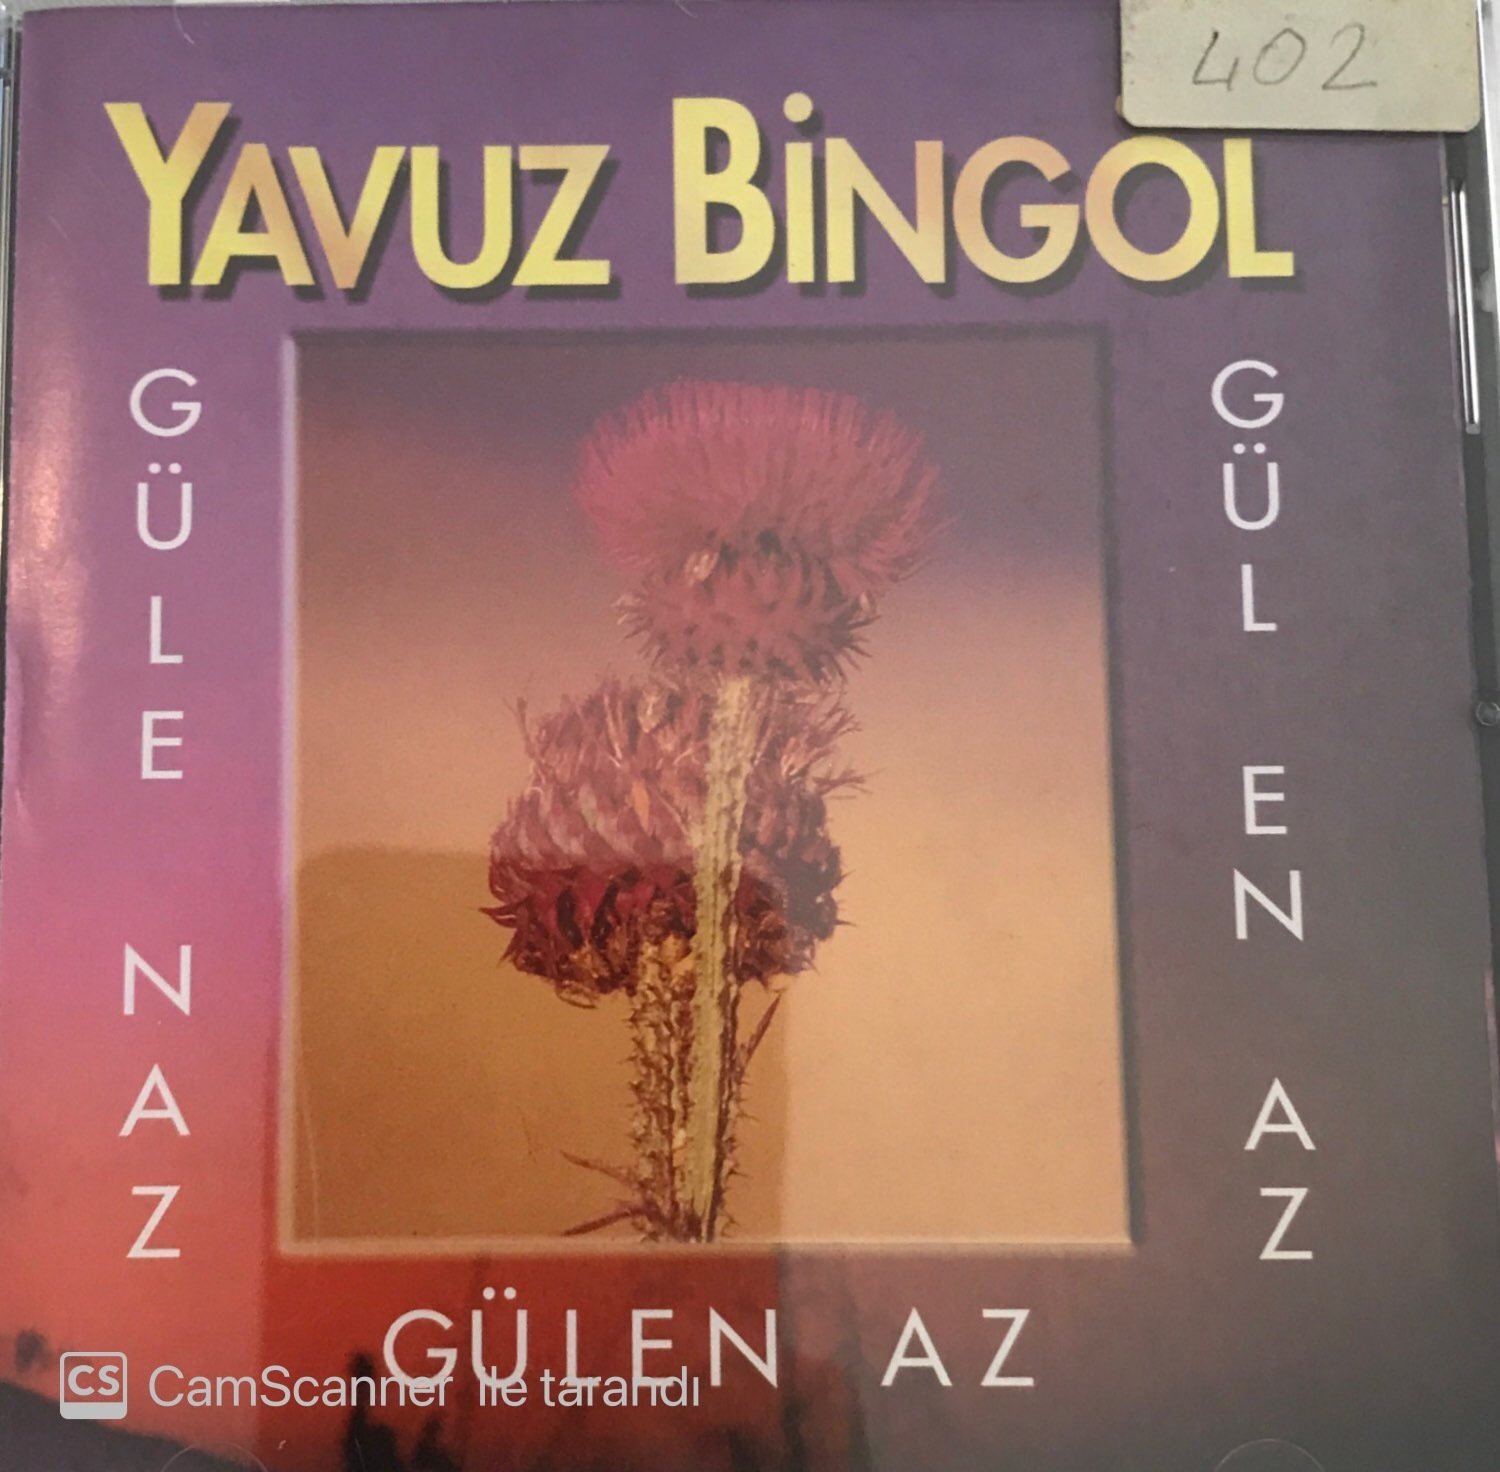 402
YAVUZ BİNGOL
GÜLE NAZ
GÜL EN AZ
GÜLEN AZ
CS CamScanner ile tarandı